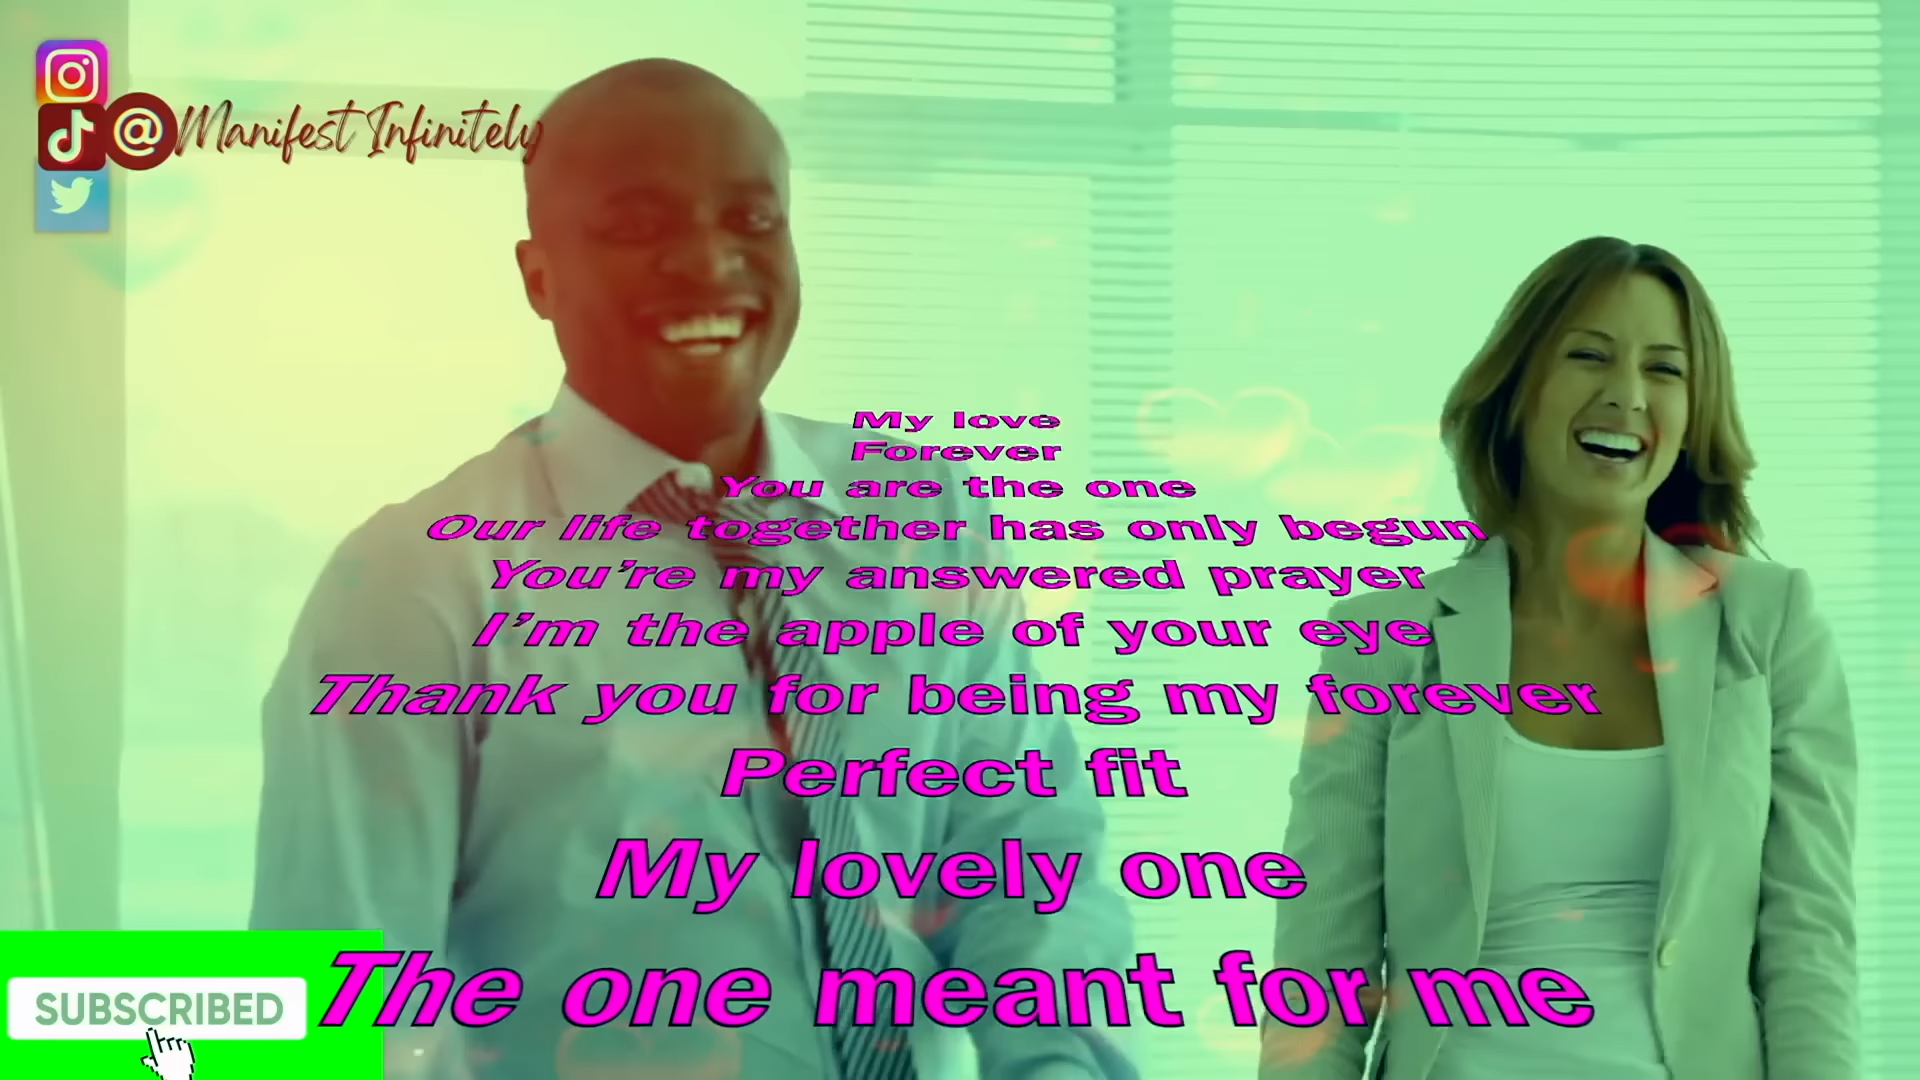 @Manifest Infinitely
My love
Forever
You are the one
Our life together has only begun
You're my answered prayer
I'm the apple of your eye
Thank you for being my forever
Perfect fit
My lovely one
The one meant for me
SUBSCRIBED